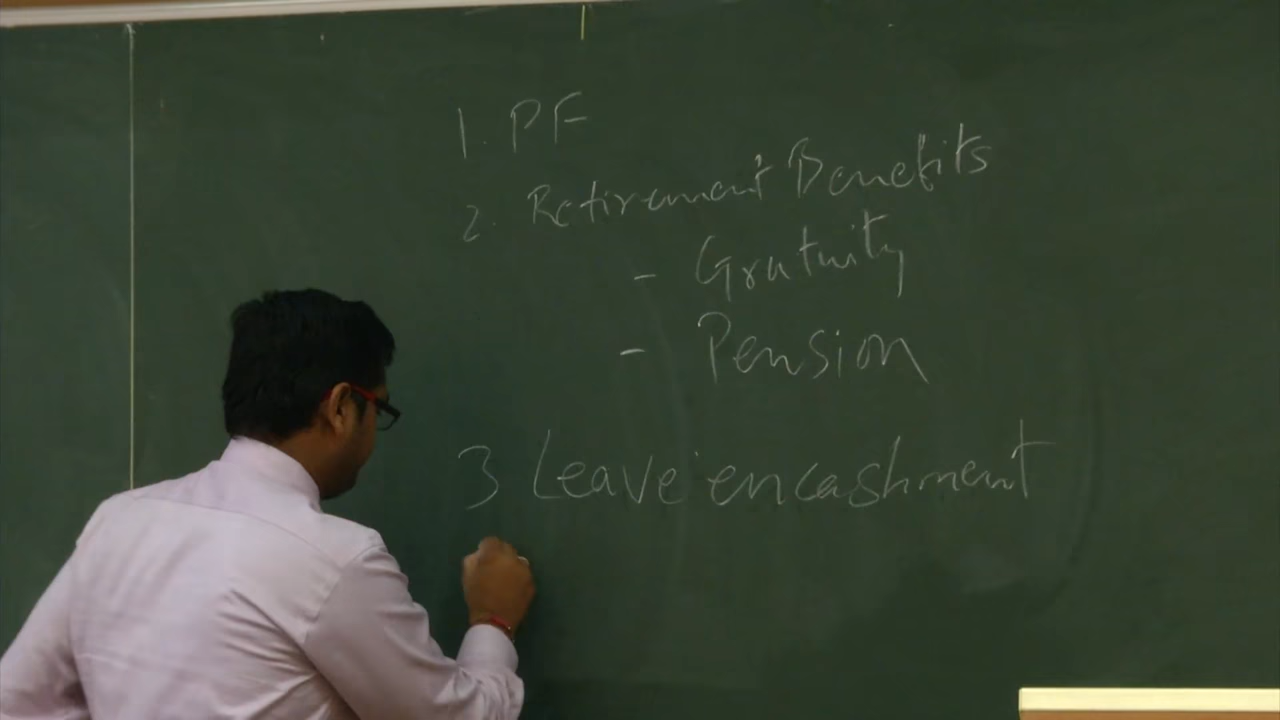 1. PF
2. Retirement Benefits
- Gratuity
- Pension
3 Leave encashment